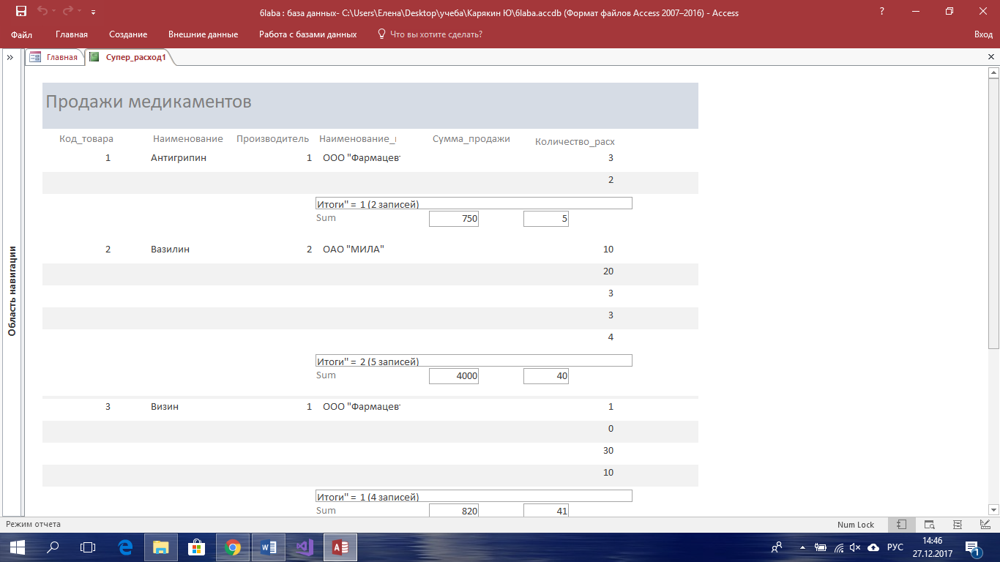 6laba : база данных- C:\Users\Елена\Desktop\учеба\Карякин Ю\6laba.accdb (Формат файлов Access 2007–2016) - Access
?
Файл Главная Создание Внешние данные Работа с базами данных Что вы хотите сделать? Вход
» Главная Супер_расход1
Область навигации
Продажи медикаментов
Код_товара Наименование Производитель Наименование_ Сумма_продажи Количество_расх
1 Антигрипин 1 ООО "Фармацев 3
2
Итоги" = 1 (2 записей)
Sum 750 5
2 Вазилин 2 ОАО "МИЛА" 10
20
3
3
4
Итоги" = 2 (5 записей)
Sum 4000 40
3 Визин 1 ООО "Фармацев 1
0
30
10
Итоги" = 1 (4 записей)
Sum 820 41
Режим отчета Num Lock
РУС 14:46
27.12.2017
1